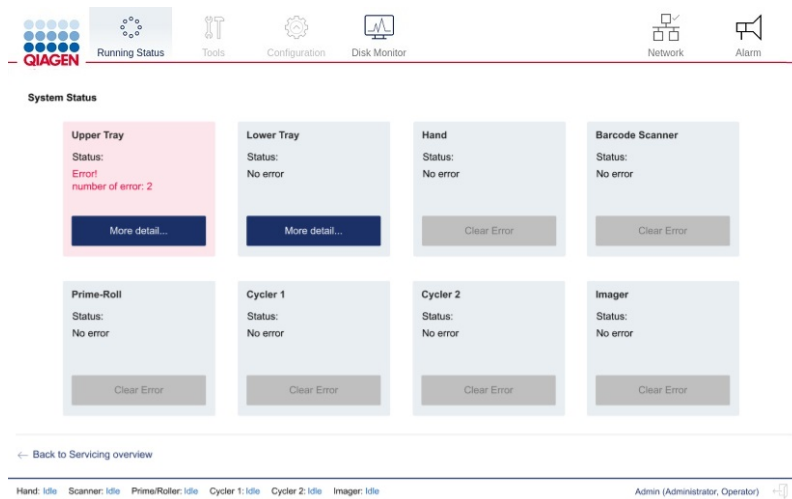 QIAGEN
Running Status
Tools
Configuration
Disk Monitor
Network
Alarm
System Status
Upper Tray
Status:
Error!
number of error: 2
More detail...
Lower Tray
Status:
No error
More detail...
Hand
Status:
No error
Clear Error
Barcode Scanner
Status:
No error
Clear Error
Prime-Roll
Status:
No error
Clear Error
Cycler 1
Status:
No error
Clear Error
Cycler 2
Status:
No error
Clear Error
Imager
Status:
No error
Clear Error
← Back to Servicing overview
Hand: Idle Scanner: Idle Prime/Roller: Idle Cycler 1: Idle Cycler 2: Idle Imager: Idle Admin (Administrator, Operator)